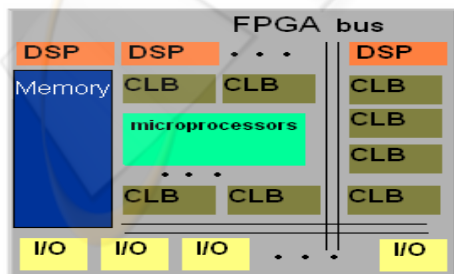 FPGA bus
DSP DSP . . . DSP
Memory CLB CLB CLB
microprocessors CLB
. . . CLB
CLB CLB CLB
I/O I/O I/O . . . I/O